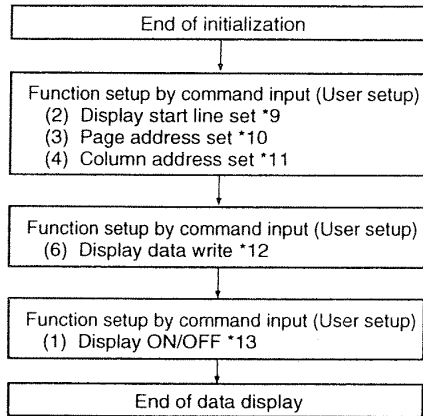 End of initialization
Function setup by command input (User setup)
(2) Display start line set *9
(3) Page address set *10
(4) Column address set *11
Function setup by command input (User setup)
(6) Display data write *12
Function setup by command input (User setup)
(1) Display ON/OFF *13
End of data display